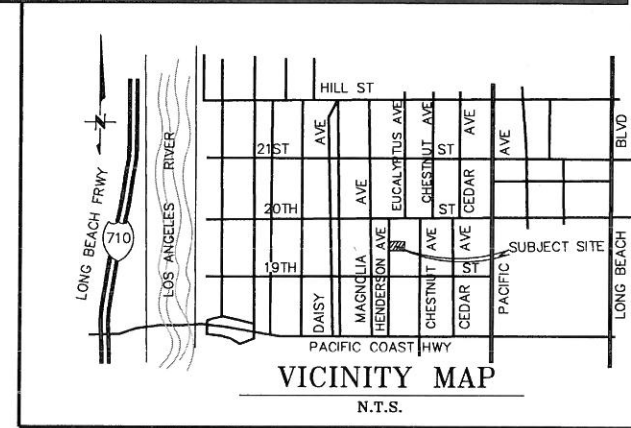 HILL ST
N
LONG BEACH FRWY
710
LOS ANGELES RIVER
21ST ST
20TH ST
19TH ST
DAISY AVE
MAGNOLIA AVE
HENDERSON AVE
EUCALYPTUS AVE
CHESTNUT AVE
CHESTNUT AVE
CEDAR AVE
CEDAR AVE
PACIFIC AVE
LONG BEACH BLVD
SUBJECT SITE
PACIFIC COAST HWY
VICINITY MAP
N.T.S.